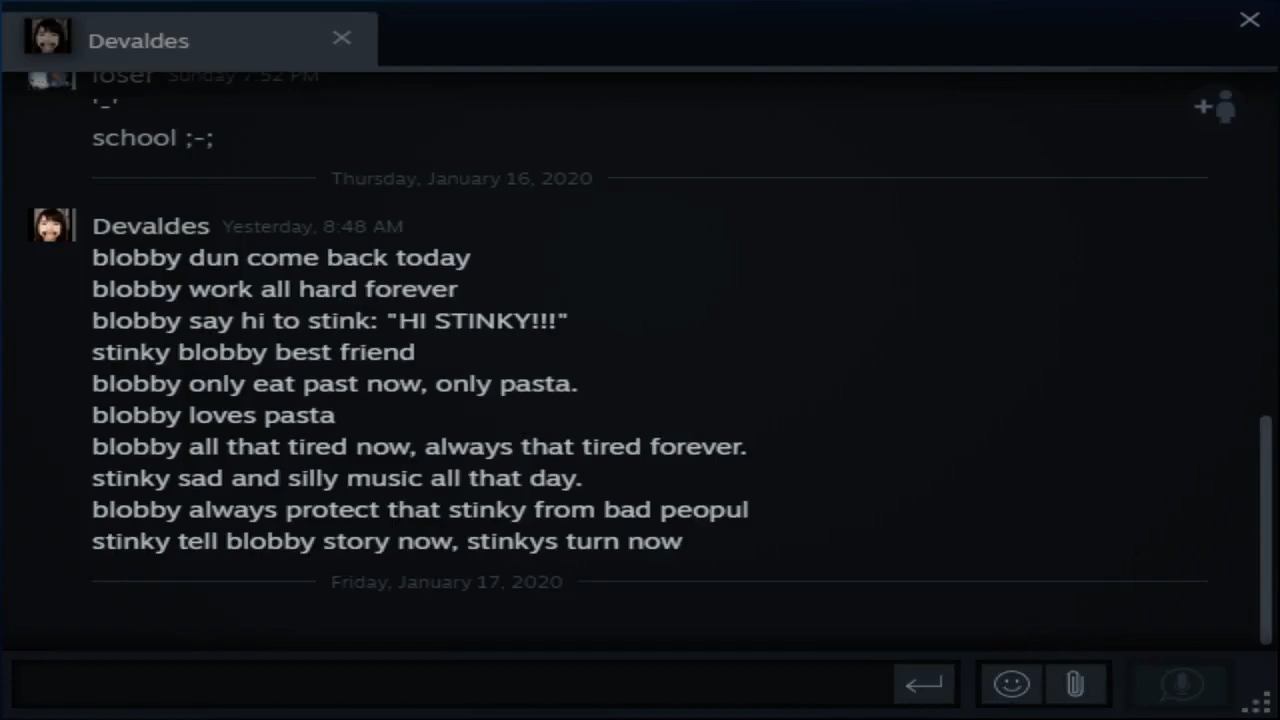 Devaldes
loser Sunday 7:52 PM
'_'
school ;-;
Thursday, January 16, 2020
Devaldes Yesterday, 8:48 AM
blobby dun come back today
blobby work all hard forever
blobby say hi to stink: "HI STINKY!!!"
stinky blobby best friend
blobby only eat past now, only pasta.
blobby loves pasta
blobby all that tired now, always that tired forever.
stinky sad and silly music all that day.
blobby always protect that stinky from bad peopul
stinky tell blobby story now, stinkys turn now
Friday, January 17, 2020